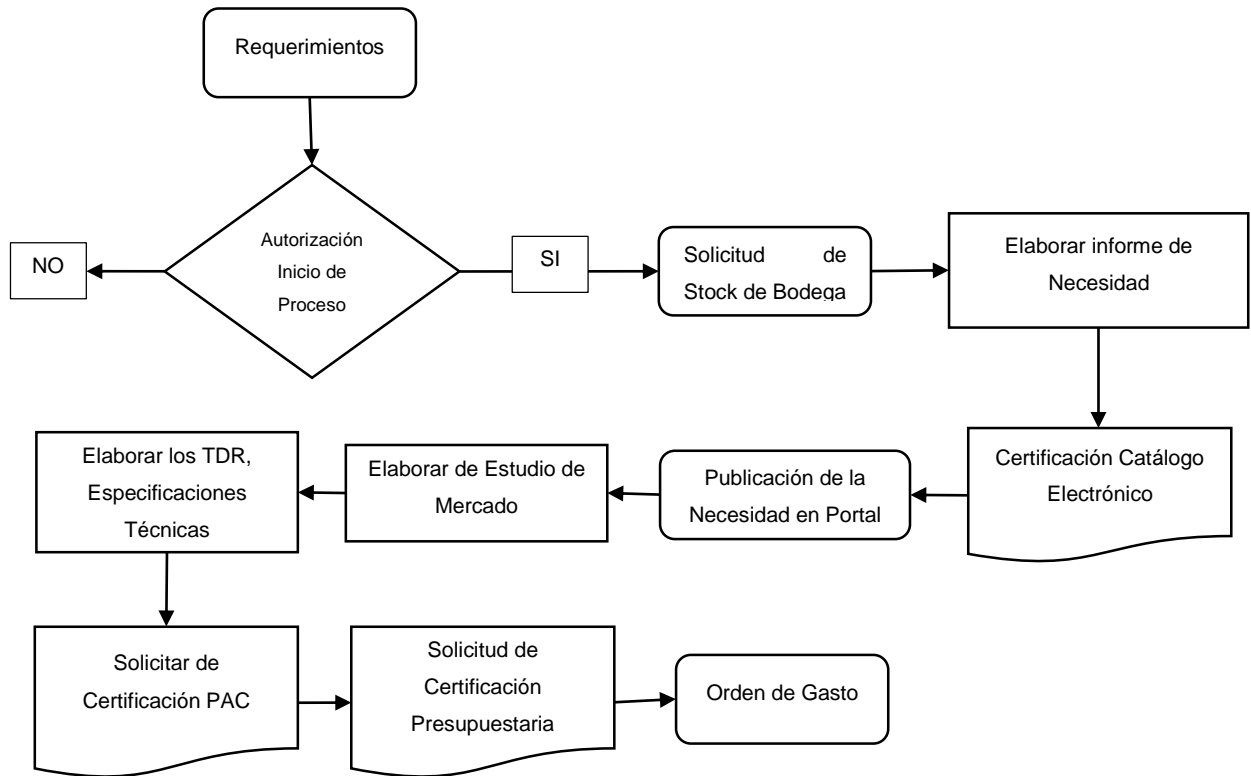 Requerimientos
Autorización
Inicio de
Proceso
NO
SI
Solicitud de
Stock de Bodega
Elaborar informe de
Necesidad
Certificación Catálogo
Electrónico
Publicación de la
Necesidad en Portal
Elaborar de Estudio de
Mercado
Elaborar los TDR,
Especificaciones
Técnicas
Solicitar de
Certificación PAC
Solicitud de
Certificación
Presupuestaria
Orden de Gasto